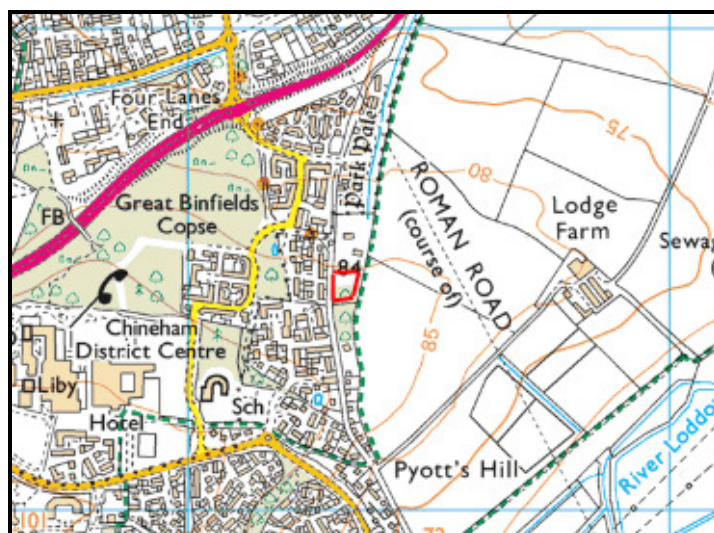 Four Lanes
End
Park Pale
75
80
ROMAN ROAD
(course of)
Great Binfields
Copse
FB
Lodge
Farm
Sewag
84
85
Chineham
District Centre
Liby
Sch
Hotel
Pyott's Hill
River Loddon
101